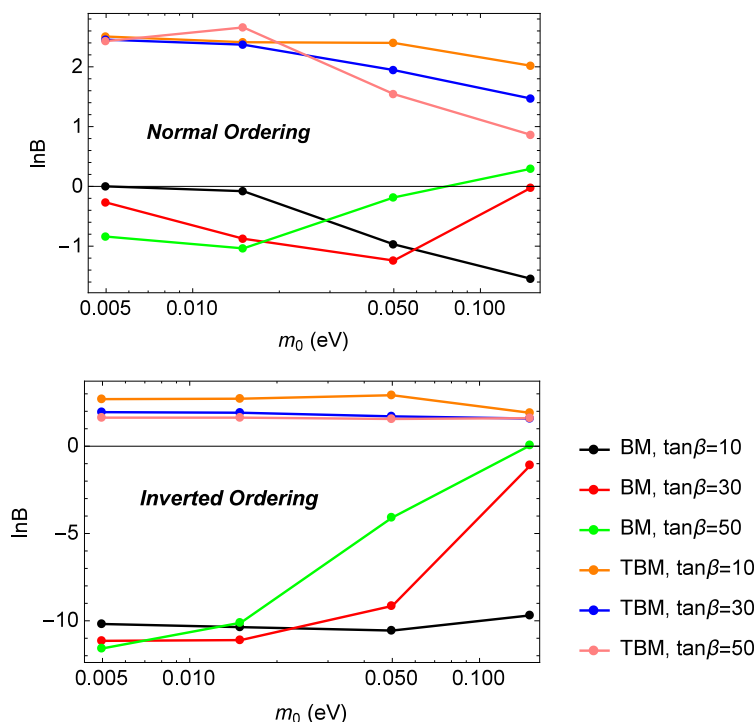 2
1
0
−1
lnB
Normal Ordering
0.005 0.010 0.050 0.100
m₀ (eV)
0
−5
−10
lnB
Inverted Ordering
0.005 0.010 0.050 0.100
m₀ (eV)
BM, tanβ=10
BM, tanβ=30
BM, tanβ=50
TBM, tanβ=10
TBM, tanβ=30
TBM, tanβ=50